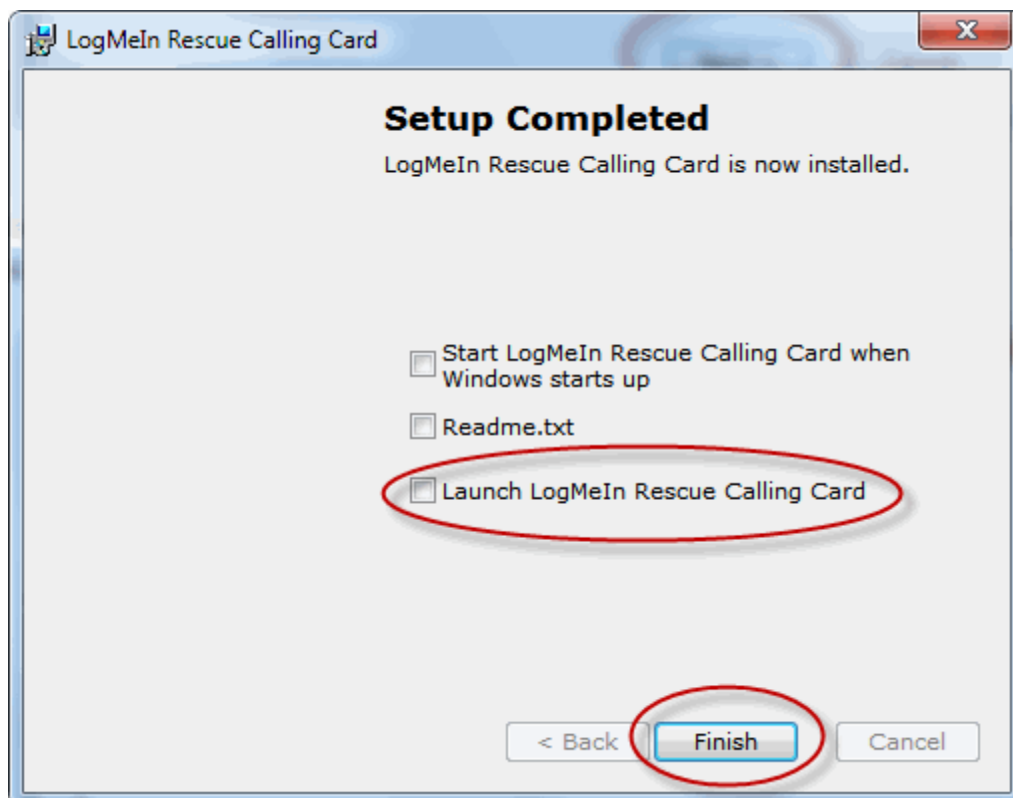 LogMeIn Rescue Calling Card
Setup Completed
LogMeIn Rescue Calling Card is now installed.
Start LogMeIn Rescue Calling Card when
Windows starts up
Readme.txt
Launch LogMeIn Rescue Calling Card
< Back
Finish
Cancel